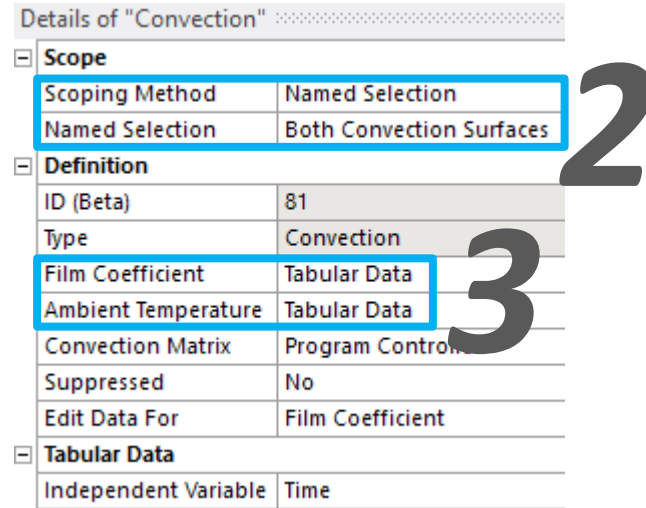 Details of "Convection"
Scope
Scoping Method Named Selection
Named Selection Both Convection Surfaces
2
Definition
ID (Beta) 81
Type Convection
Film Coefficient Tabular Data
Ambient Temperature Tabular Data
3
Convection Matrix Program
Suppressed No
Edit Data For Film Coefficient
Tabular Data
Independent Variable Time